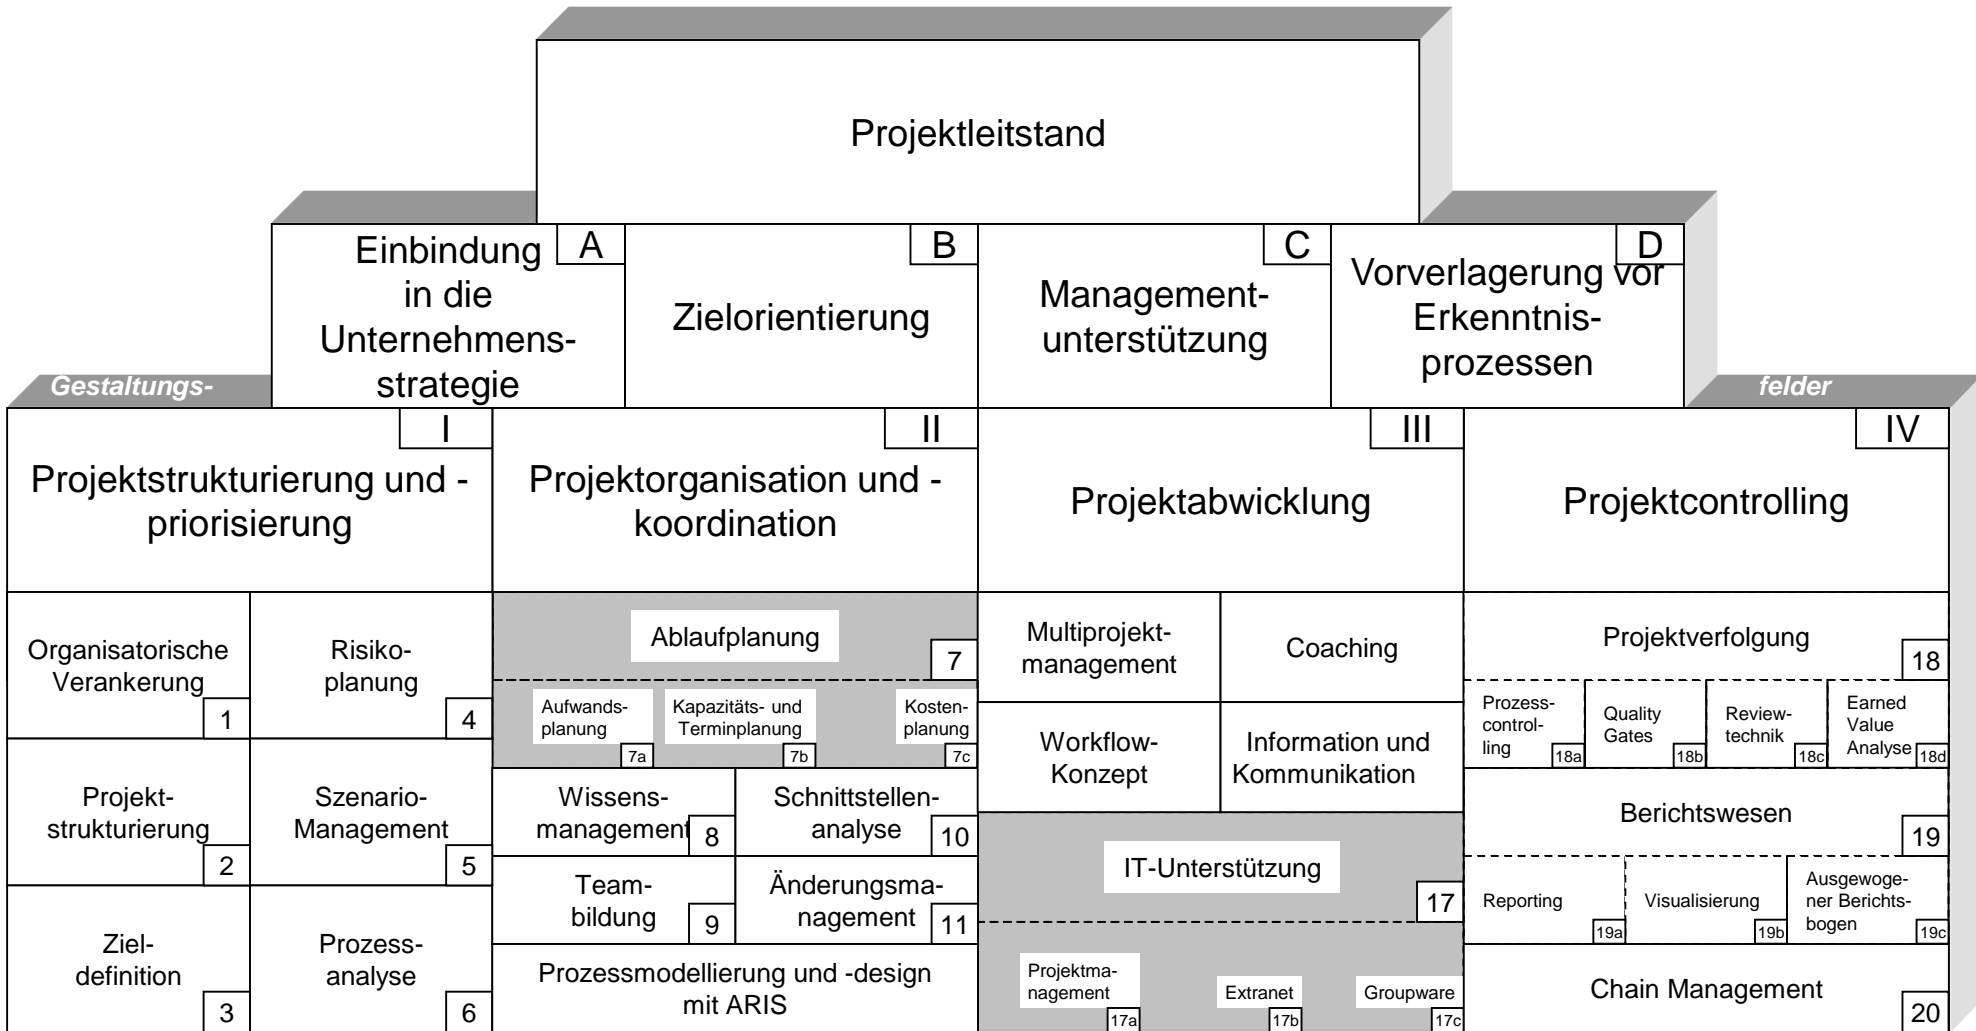 Projektleitstand
Einbindung
in die
Unternehmens-
strategie
A
Zielorientierung
B
Management-
unterstützung
C
Vorverlagerung vor
Erkenntnis-
prozessen
D
Gestaltungs-
felder
I
Projektstrukturierung und -
priorisierung
II
Projektorganisation und -
koordination
III
Projektabwicklung
IV
Projektcontrolling
Organisatorische
Verankerung
1
Risiko-
planung
4
Projekt-
strukturierung
2
Szenario-
Management
5
Ziel-
definition
3
Prozess-
analyse
6
Ablaufplanung
7
Aufwands-
planung
7a
Kapazitäts- und
Terminplanung
7b
Kosten-
planung
7c
Wissens-
management
8
Schnittstellen-
analyse
10
Team-
bildung
9
Änderungsma-
nagement
11
Prozessmodellierung und -design
mit ARIS
Multiprojekt-
management
Coaching
Workflow-
Konzept
Information und
Kommunikation
IT-Unterstützung
17
Projektma-
nagement
17a
Extranet
17b
Groupware
17c
Projektverfolgung
18
Prozess-
control-
ling
18a
Quality
Gates
18b
Review-
technik
18c
Earned
Value
Analyse
18d
Berichtswesen
19
Reporting
19a
Visualisierung
19b
Ausgewoge-
ner Berichts-
bogen
19c
Chain Management
20